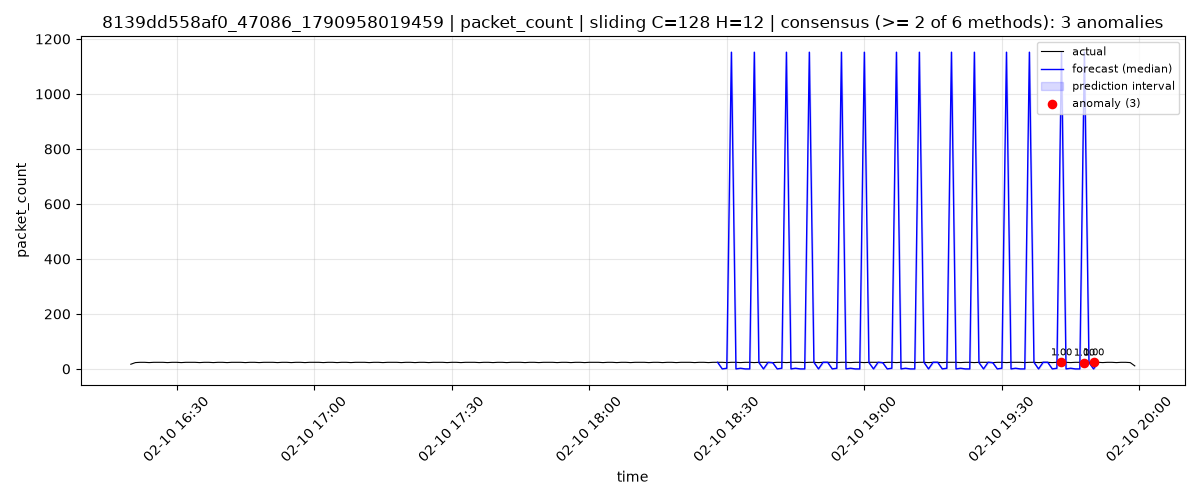 8139dd558af0_47086_1790958019459 | packet_count | sliding C=128 H=12 | consensus (>= 2 of 6 methods): 3 anomalies
actual
forecast (median)
prediction interval
anomaly (3)
packet_count
1200
1000
800
600
400
200
0
1.00
1.00
02-10 16:30
02-10 17:00
02-10 17:30
02-10 18:00
02-10 18:30
02-10 19:00
02-10 19:30
02-10 20:00
time